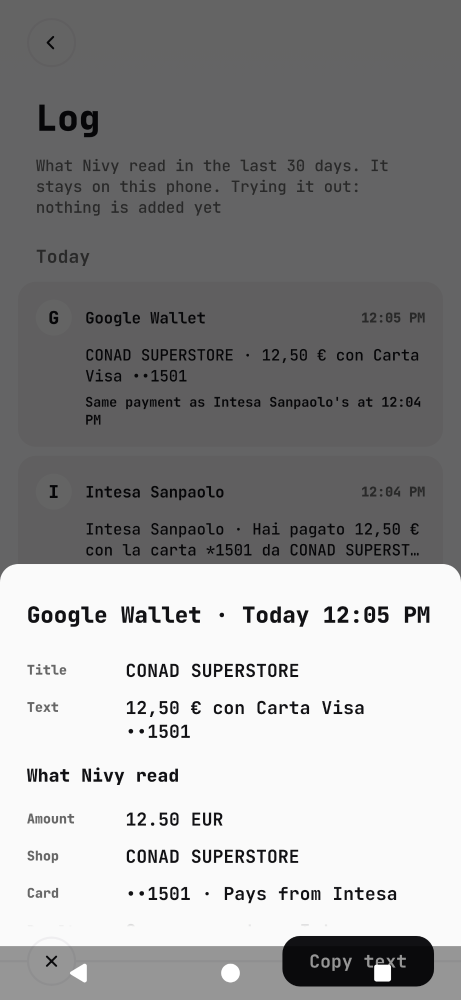 Log
What Nivy read in the last 30 days. It
stays on this phone. Trying it out:
nothing is added yet
Today
G Google Wallet 12:05 PM
CONAD SUPERSTORE · 12,50 € con Carta
Visa ••1501
Same payment as Intesa Sanpaolo's at 12:04
PM
I Intesa Sanpaolo 12:04 PM
Intesa Sanpaolo · Hai pagato 12,50 €
con la carta *1501 da CONAD SUPERST…
Google Wallet · Today 12:05 PM
Title CONAD SUPERSTORE
Text 12,50 € con Carta Visa
••1501
What Nivy read
Amount 12.50 EUR
Shop CONAD SUPERSTORE
Card ••1501 · Pays from Intesa
Copy text